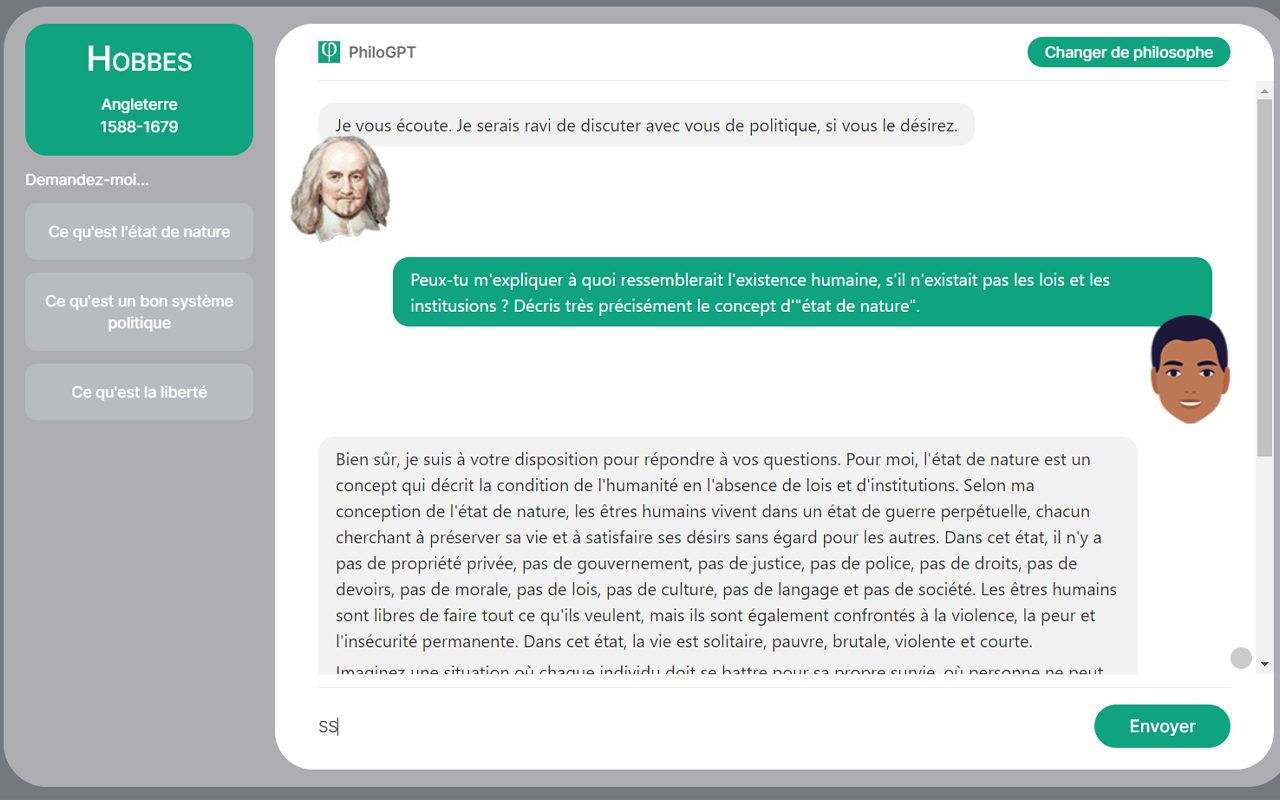 HOBBES
Angleterre
1588-1679
Demandez-moi...
Ce qu'est l'état de nature
Ce qu'est un bon système
politique
Ce qu'est la liberté
φ PhiloGPT
Changer de philosophe
Je vous écoute. Je serais ravi de discuter avec vous de politique, si vous le désirez.
Peux-tu m'expliquer à quoi ressemblerait l'existence humaine, s'il n'existait pas les lois et les
institusions ? Décris très précisément le concept d'"état de nature".
Bien sûr, je suis à votre disposition pour répondre à vos questions. Pour moi, l'état de nature est un
concept qui décrit la condition de l'humanité en l'absence de lois et d'institutions. Selon ma
conception de l'état de nature, les êtres humains vivent dans un état de guerre perpétuelle, chacun
cherchant à préserver sa vie et à satisfaire ses désirs sans égard pour les autres. Dans cet état, il n'y a
pas de propriété privée, pas de gouvernement, pas de justice, pas de police, pas de droits, pas de
devoirs, pas de morale, pas de lois, pas de culture, pas de langage et pas de société. Les êtres humains
sont libres de faire tout ce qu'ils veulent, mais ils sont également confrontés à la violence, la peur et
l'insécurité permanente. Dans cet état, la vie est solitaire, pauvre, brutale, violente et courte.
Imaginez une situation où chaque individu doit se battre pour sa propre survie, où personne ne peut
SS
Envoyer